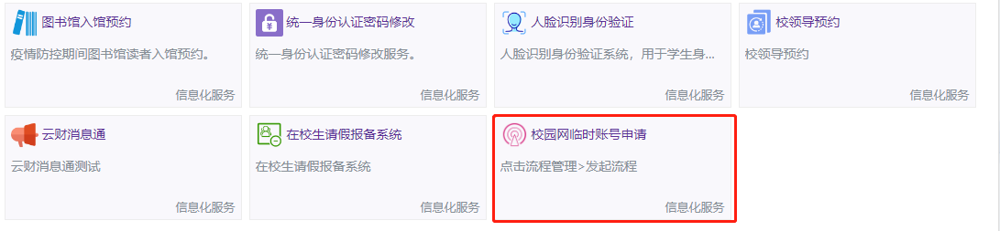 图书馆入馆预约
疫情防控期间图书馆读者入馆预约。
信息化服务
统一身份认证密码修改
统一身份认证密码修改服务。
信息化服务
人脸识别身份验证
人脸识别身份验证系统，用于学生身...
信息化服务
校领导预约
校领导预约
信息化服务
云财消息通
云财消息通测试
信息化服务
在校生请假报备系统
在校生请假报备系统
信息化服务
校园网临时账号申请
点击流程管理>发起流程
信息化服务